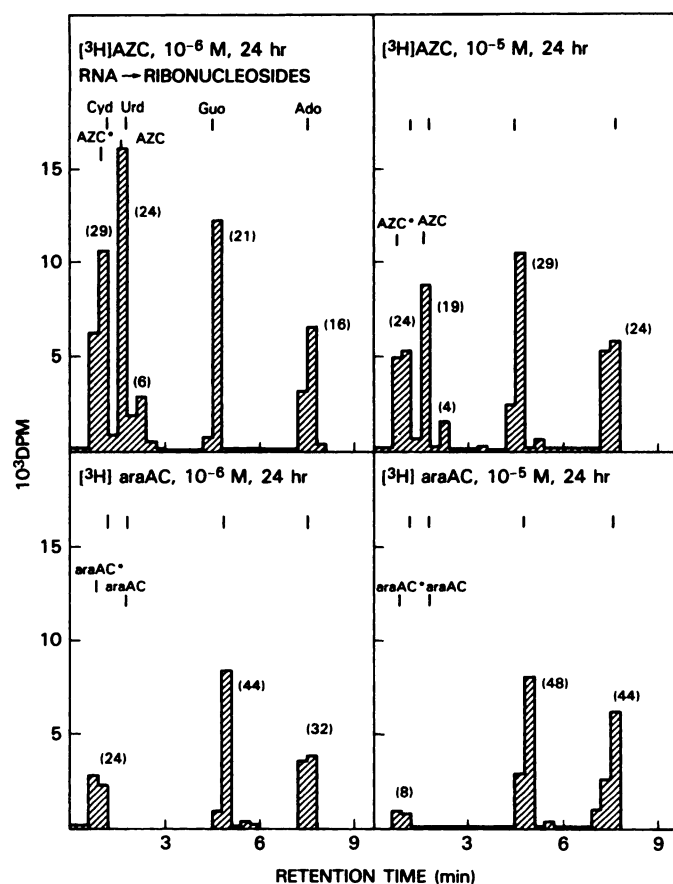 [³H]AZC, 10⁻⁶ M, 24 hr
RNA → RIBONUCLEOSIDES
Cyd Urd Guo Ado
AZC* AZC
15
10
5
(29)
(24)
(6)
(21)
(16)
[³H]AZC, 10⁻⁵ M, 24 hr
AZC* AZC
(24)
(19)
(4)
(29)
(24)
10³DPM
[³H] araAC, 10⁻⁶ M, 24 hr
araAC*
araAC
15
10
5
(24)
(44)
(32)
3 6 9
[³H] araAC, 10⁻⁵ M, 24 hr
araAC* araAC
(8)
(48)
(44)
3 6 9
RETENTION TIME (min)